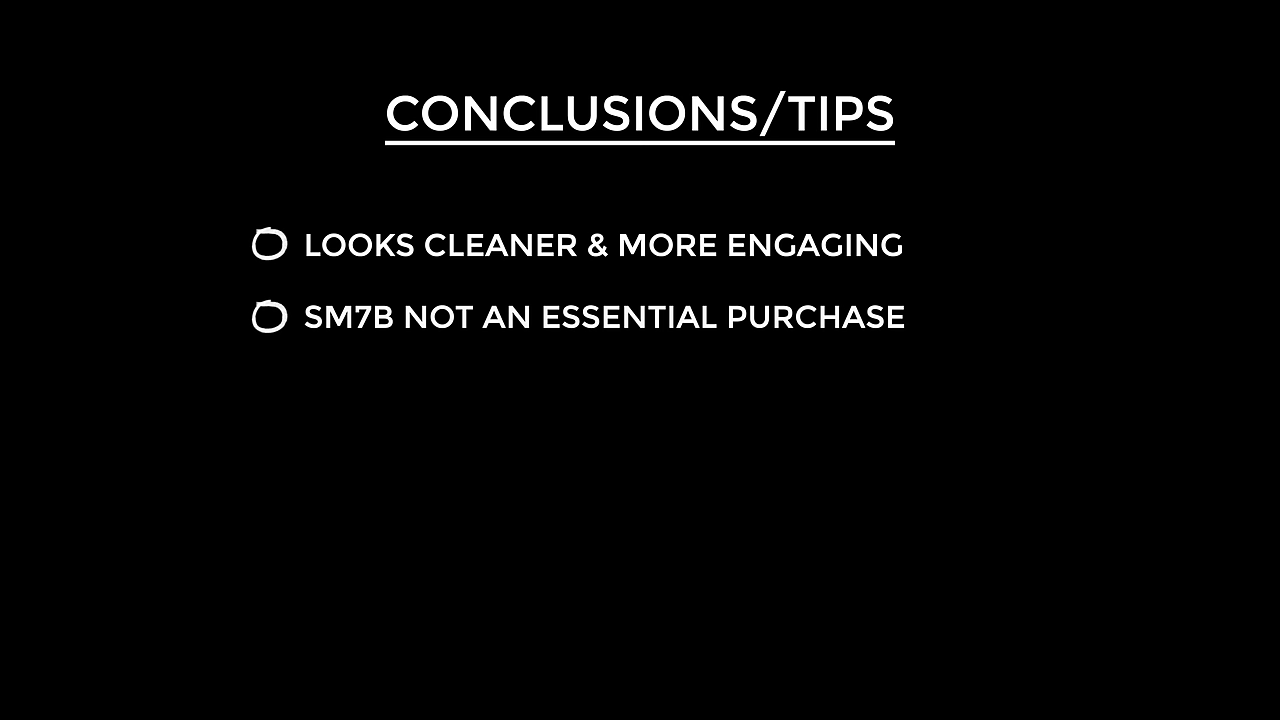 CONCLUSIONS/TIPS
LOOKS CLEANER & MORE ENGAGING
SM7B NOT AN ESSENTIAL PURCHASE